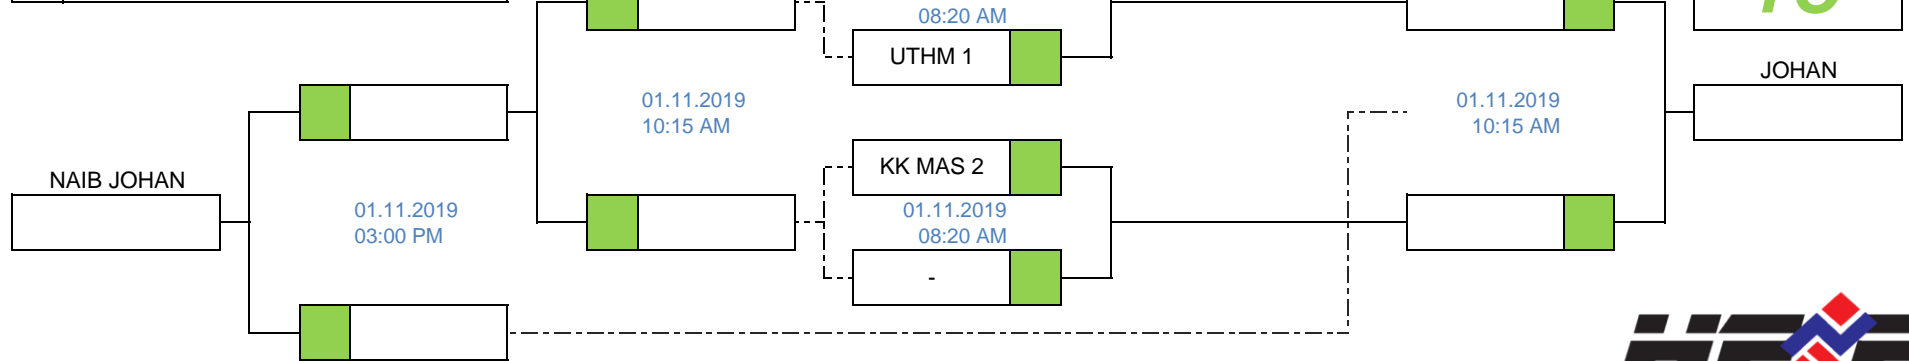 08:20 AM
UTHM 1
JOHAN
01.11.2019
10:15 AM
01.11.2019
10:15 AM
KK MAS 2
NAIB JOHAN
01.11.2019
03:00 PM
01.11.2019
08:20 AM
-